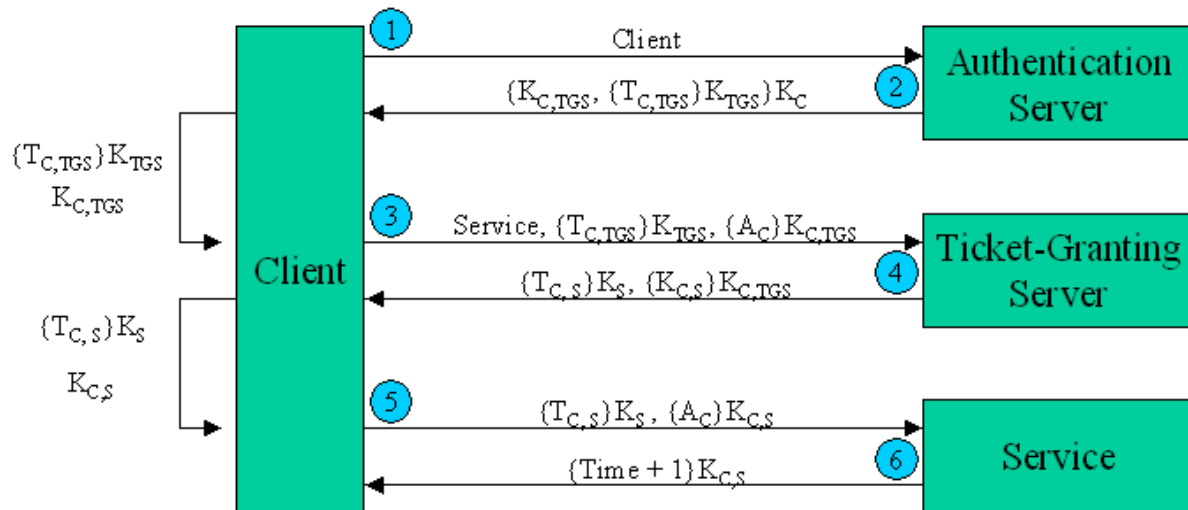 1
Client
Authentication
Server
2
{K_C,TGS, {T_C,TGS}K_TGS}K_C
{T_C,TGS}K_TGS
K_C,TGS
3
Service, {T_C,TGS}K_TGS, {A_C}K_C,TGS
Client
Ticket-Granting
Server
4
{T_C,S}K_S, {K_C,S}K_C,TGS
{T_C,S}K_S
K_C,S
5
{T_C,S}K_S, {A_C}K_C,S
Service
6
{Time + 1}K_C,S